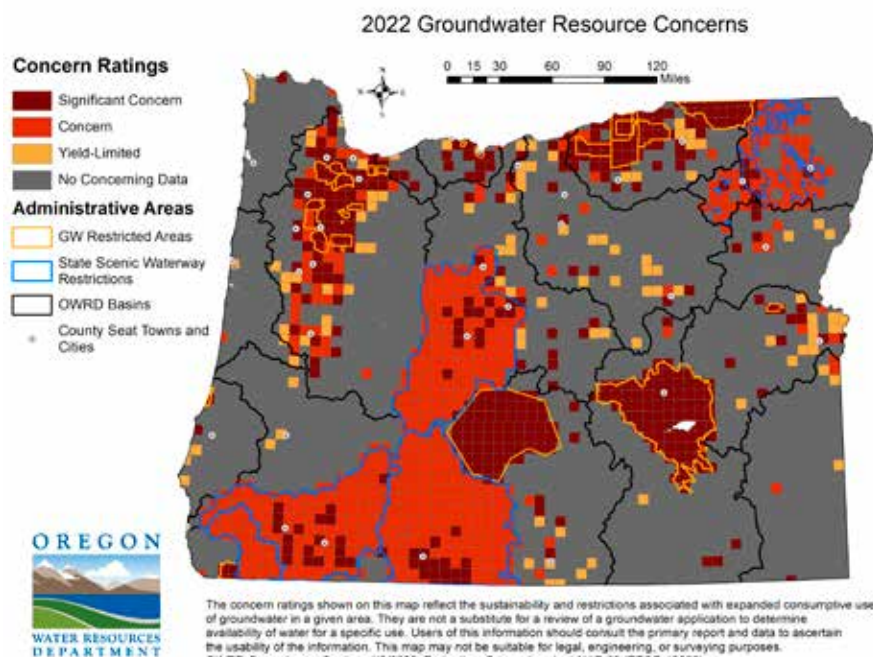 2022 Groundwater Resource Concerns
Concern Ratings
Significant Concern
Concern
Yield-Limited
No Concerning Data
Administrative Areas
GW Restricted Areas
State Scenic Waterway
Restrictions
OWRD Basins
County Seat Towns and
Cities
0 15 30 60 90 120
Miles
OREGON
WATER RESOURCES
DEPARTMENT
The concern ratings shown on this map reflect the sustainability and restrictions associated with expanded consumptive use
of groundwater in a given area. They are not a substitute for a review of a groundwater application to determine
availability of water for a specific use. Users of this information should consult the primary report and data to ascertain
the usability of the information. This map may not be suitable for legal, engineering, or surveying purposes.